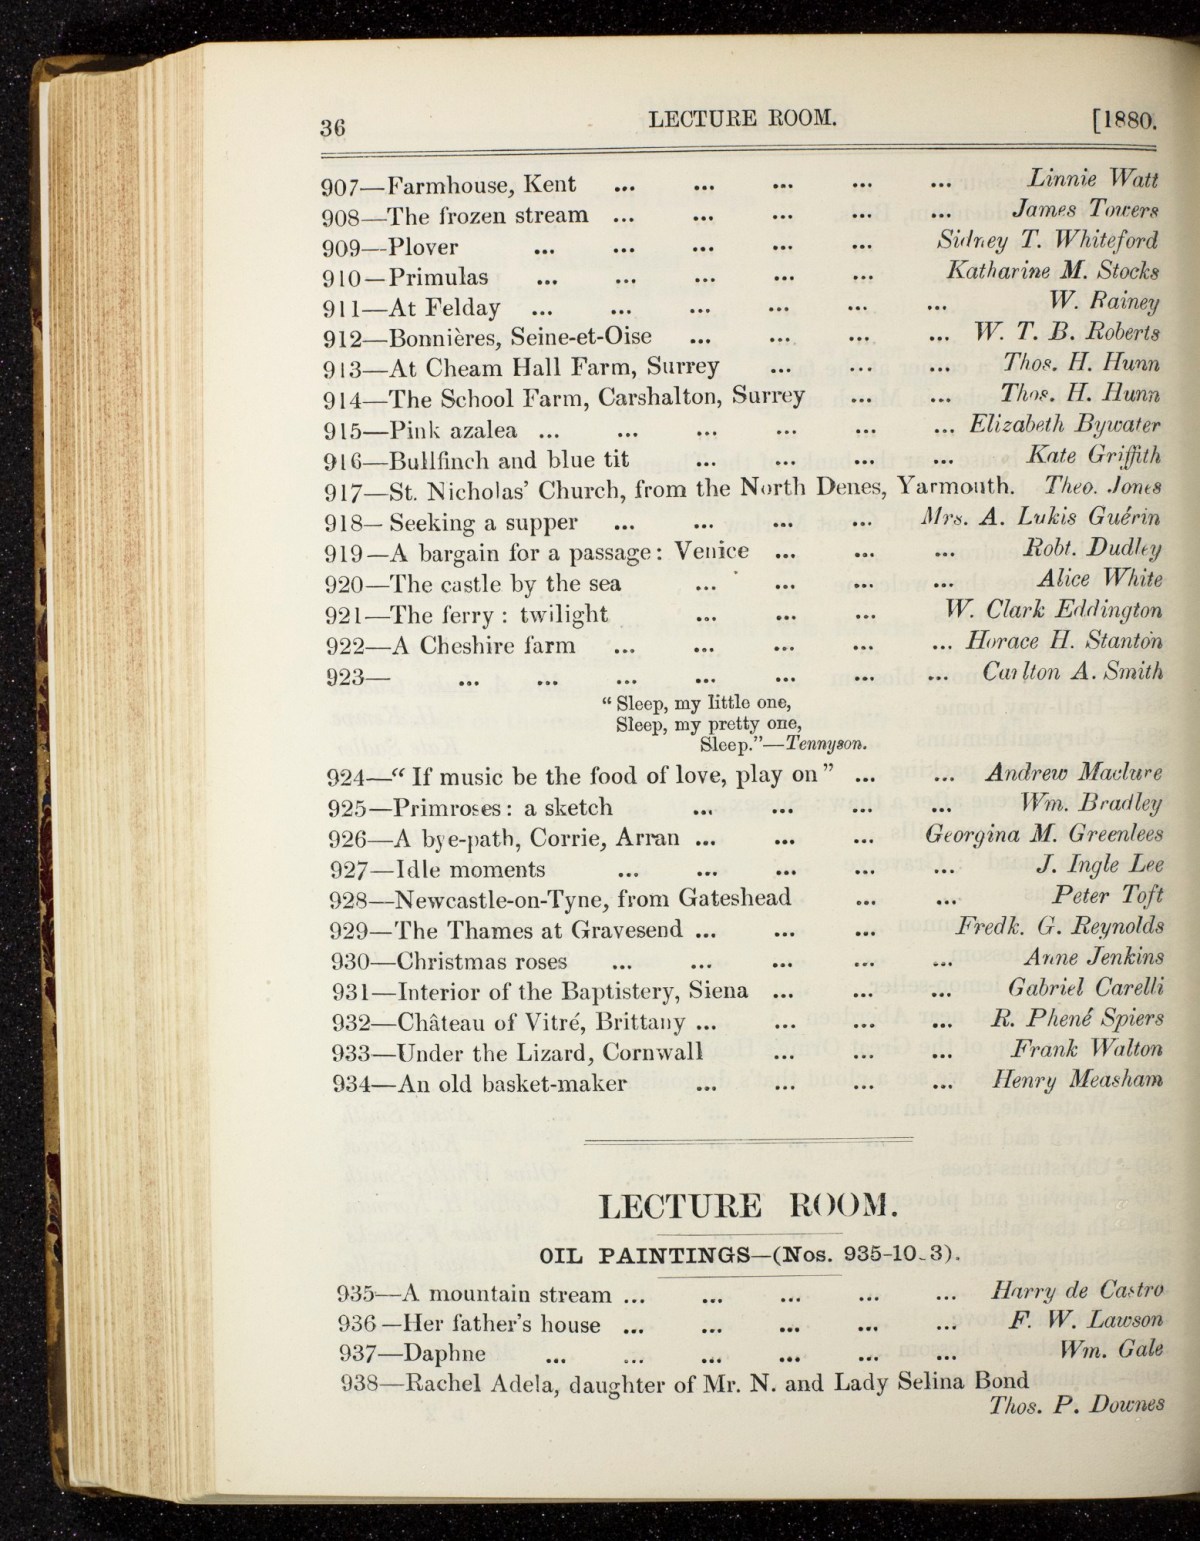 36 LECTURE ROOM. [1880.
907—Farmhouse, Kent ... ... ... ... ... Linnie Watt
908—The frozen stream ... ... ... ... ... James Towers
909—Plover ... ... ... ... ... Sidney T. Whiteford
910—Primulas ... ... ... ... ... Katharine M. Stocks
911—At Felday ... ... ... ... ... ... W. Rainey
912—Bonnières, Seine-et-Oise ... ... ... ... W. T. B. Roberts
913—At Cheam Hall Farm, Surrey ... ... ... Thos. H. Hunn
914—The School Farm, Carshalton, Surrey ... ... Thos. H. Hunn
915—Pink azalea ... ... ... ... ... ... Elizabeth Bywater
916—Bullfinch and blue tit ... ... ... ... Kate Griffith
917—St. Nicholas' Church, from the North Denes, Yarmouth. Theo. Jones
918—Seeking a supper ... ... ... ... Mrs. A. Lukis Guérin
919—A bargain for a passage: Venice ... ... ... Robt. Dudley
920—The castle by the sea ... ... ... ... Alice White
921—The ferry : twilight ... ... ... W. Clark Eddington
922—A Cheshire farm ... ... ... ... ... Horace H. Stanton
923— ... ... ... ... ... ... ... Carlton A. Smith
“ Sleep, my little one,
Sleep, my pretty one,
Sleep.”—Tennyson.
924—“ If music be the food of love, play on ” ... ... Andrew Maclure
925—Primroses : a sketch ... ... ... ... Wm. Bradley
926—A bye-path, Corrie, Arran ... ... ... Georgina M. Greenlees
927—Idle moments ... ... ... ... ... J. Ingle Lee
928—Newcastle-on-Tyne, from Gateshead ... ... Peter Toft
929—The Thames at Gravesend ... ... ... Fredk. G. Reynolds
930—Christmas roses ... ... ... ... ... Anne Jenkins
931—Interior of the Baptistery, Siena ... ... ... Gabriel Carelli
932—Château of Vitré, Brittany ... ... ... ... R. Phené Spiers
933—Under the Lizard, Cornwall ... ... ... Frank Walton
934—An old basket-maker ... ... ... ... Henry Measham
LECTURE ROOM.
OIL PAINTINGS—(Nos. 935-10 3).
935—A mountain stream ... ... ... ... ... Harry de Castro
936—Her father's house ... ... ... ... ... F. W. Lawson
937—Daphne ... ... ... ... ... ... Wm. Gale
938—Rachel Adela, daughter of Mr. N. and Lady Selina Bond
Thos. P. Downes